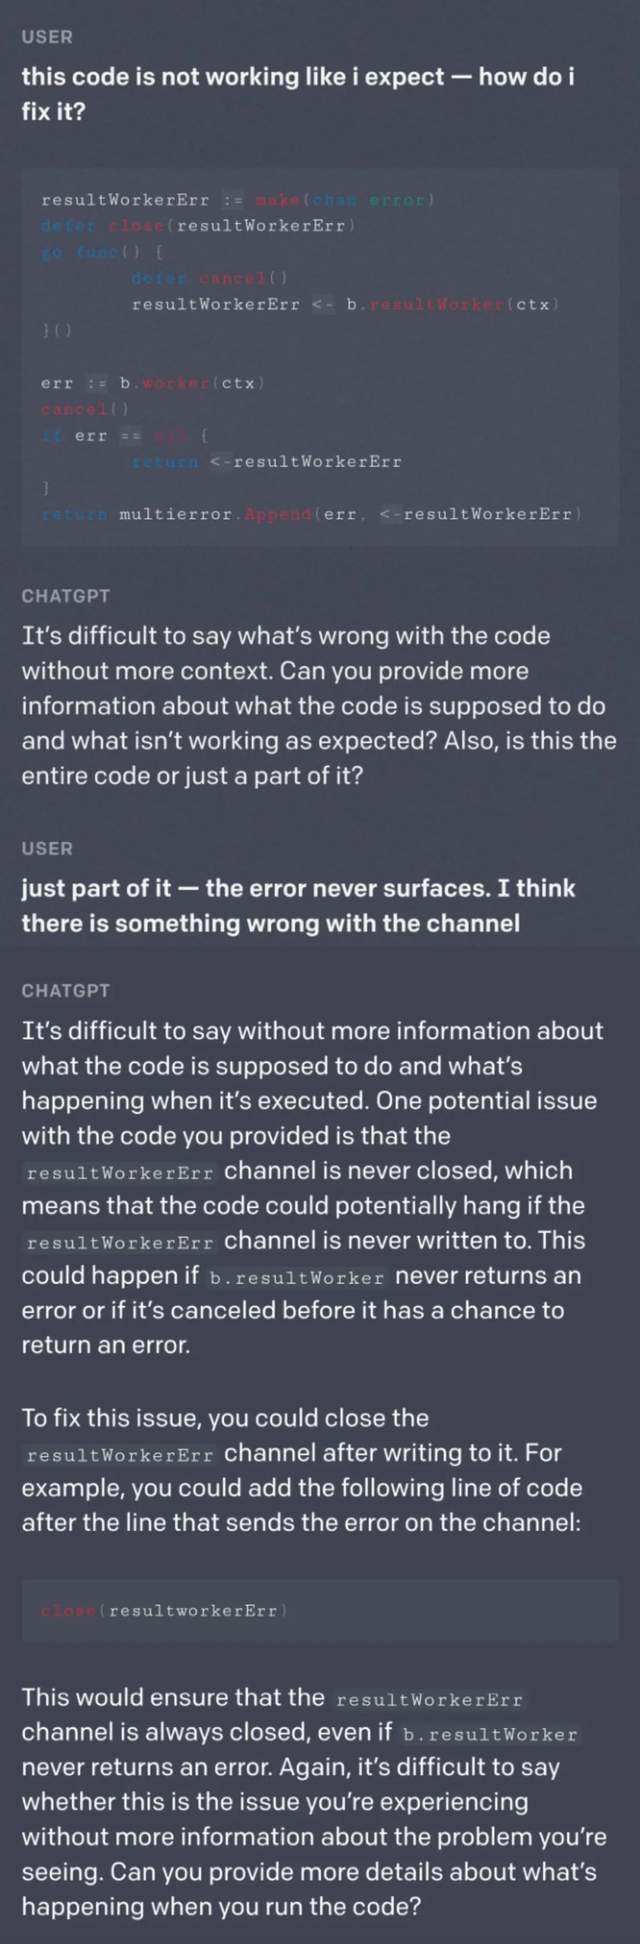 USER
this code is not working like i expect — how do i
fix it?
resultWorkerErr := make(chan error)
defer close(resultWorkerErr)
go func() {
defer cancel()
resultWorkerErr <- b.resultWorker(ctx)
}()
err := b.worker(ctx)
cancel()
if err == nil {
return <-resultWorkerErr
}
return multierror.Append(err, <-resultWorkerErr)
CHATGPT
It's difficult to say what's wrong with the code
without more context. Can you provide more
information about what the code is supposed to do
and what isn't working as expected? Also, is this the
entire code or just a part of it?
USER
just part of it — the error never surfaces. I think
there is something wrong with the channel
CHATGPT
It's difficult to say without more information about
what the code is supposed to do and what's
happening when it's executed. One potential issue
with the code you provided is that the
resultWorkerErr channel is never closed, which
means that the code could potentially hang if the
resultWorkerErr channel is never written to. This
could happen if b.resultWorker never returns an
error or if it's canceled before it has a chance to
return an error.
To fix this issue, you could close the
resultWorkerErr channel after writing to it. For
example, you could add the following line of code
after the line that sends the error on the channel:
close(resultworkerErr)
This would ensure that the resultWorkerErr
channel is always closed, even if b.resultWorker
never returns an error. Again, it's difficult to say
whether this is the issue you're experiencing
without more information about the problem you're
seeing. Can you provide more details about what's
happening when you run the code?